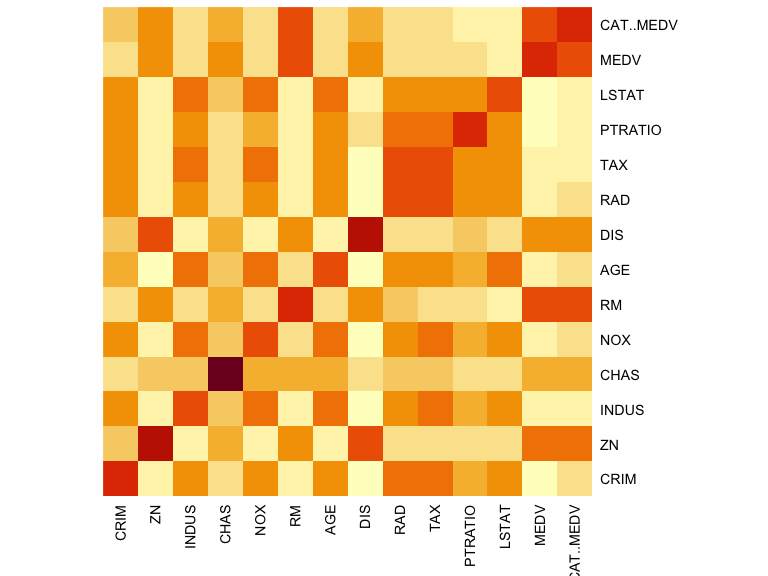 CAT..MEDV
MEDV
LSTAT
PTRATIO
TAX
RAD
DIS
AGE
RM
NOX
CHAS
INDUS
ZN
CRIM
CRIM
ZN
INDUS
CHAS
NOX
RM
AGE
DIS
RAD
TAX
PTRATIO
LSTAT
MEDV
CAT..MEDV